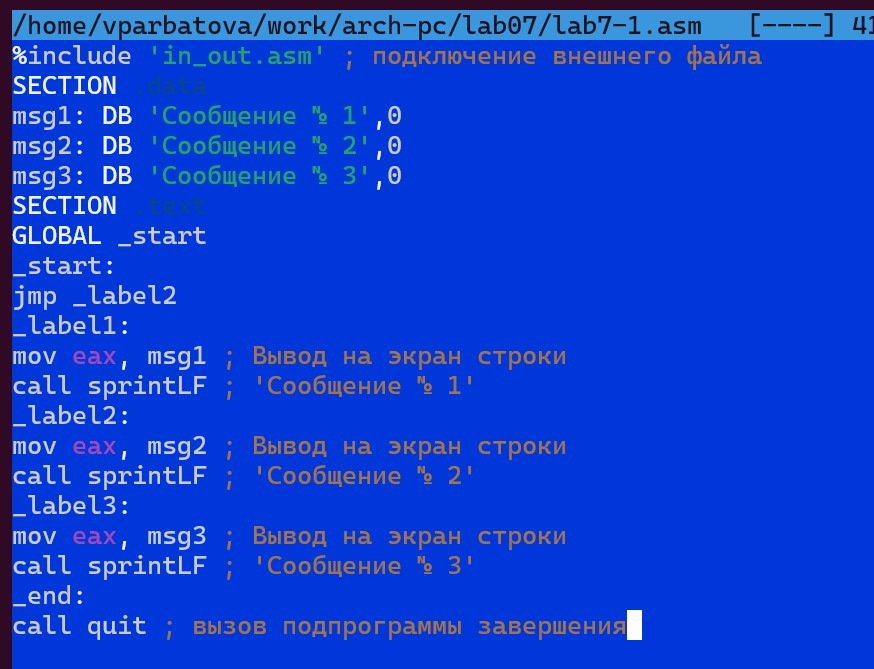 /home/vparbatova/work/arch-pc/lab07/lab7-1.asm   [----] 41
%include 'in_out.asm' ; подключение внешнего файла
SECTION .data
msg1: DB 'Сообщение № 1',0
msg2: DB 'Сообщение № 2',0
msg3: DB 'Сообщение № 3',0
SECTION .text
GLOBAL _start
_start:
jmp _label2
_label1:
mov eax, msg1 ; Вывод на экран строки
call sprintLF ; 'Сообщение № 1'
_label2:
mov eax, msg2 ; Вывод на экран строки
call sprintLF ; 'Сообщение № 2'
_label3:
mov eax, msg3 ; Вывод на экран строки
call sprintLF ; 'Сообщение № 3'
_end:
call quit ; вызов подпрограммы завершения